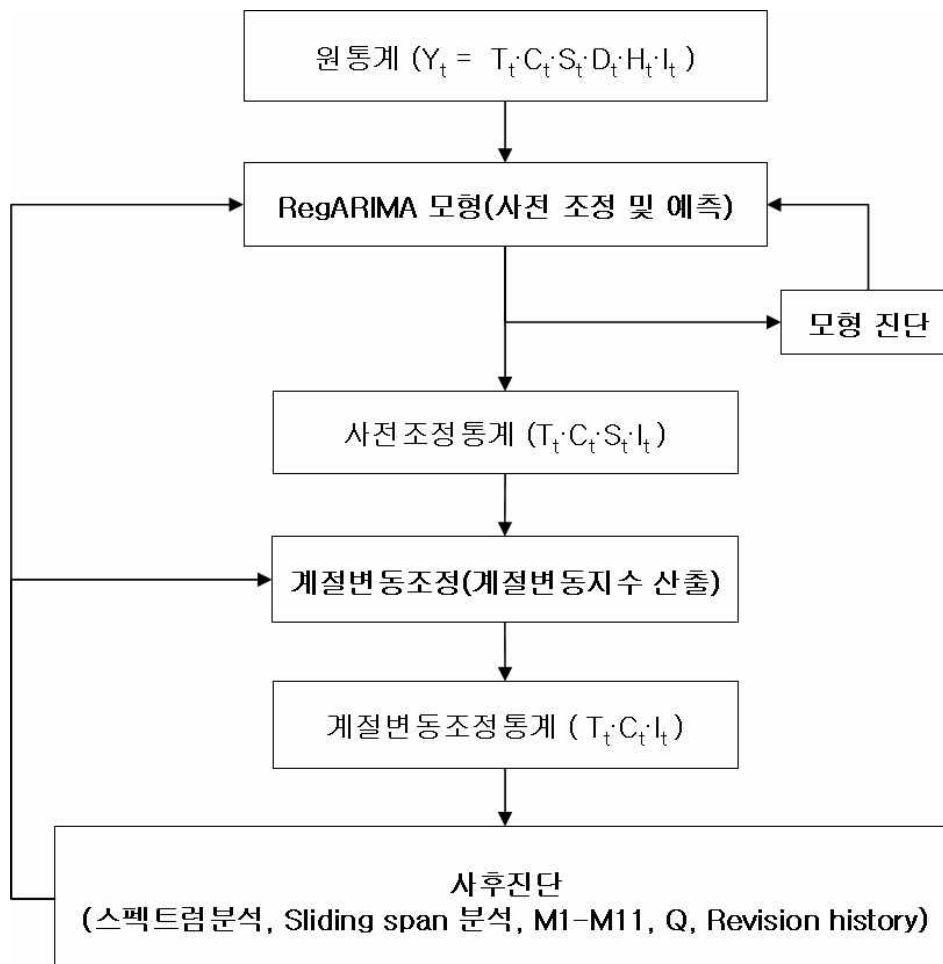 원통계 (Yt = Tt·Ct·St·Dt·Ht·It)
RegARIMA 모형(사전 조정 및 예측)
모형 진단
사전조정통계 (Tt·Ct·St·It)
계절변동조정(계절변동지수 산출)
계절변동조정통계 (Tt·Ct·It)
사후진단
(스펙트럼분석, Sliding span 분석, M1-M11, Q, Revision history)